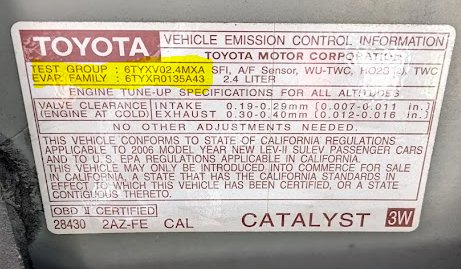 TOYOTA VEHICLE EMISSION CONTROL INFORMATION
TOYOTA MOTOR CORPORATION
TEST GROUP : 6TYXV02.4MXA SFI, A/F Sensor, WU-TWC, HO2S TWC
EVAP. FAMILY : 6TYXR0135A43 2.4 LITER
ENGINE TUNE-UP SPECIFICATIONS FOR ALL ALTITUDES
VALVE CLEARANCE INTAKE 0.19-0.29mm (0.007-0.011 in.)
(ENGINE AT COLD) EXHAUST 0.30-0.40mm (0.012-0.016 in.)
NO OTHER ADJUSTMENTS NEEDED.
THIS VEHICLE CONFORMS TO STATE OF CALIFORNIA REGULATIONS
APPLICABLE TO 2006 MODEL YEAR NEW LEV-II SULEV PASSENGER CARS
AND TO U.S. EPA REGULATIONS APPLICABLE IN CALIFORNIA.
THIS VEHICLE MAY ONLY BE INTRODUCED INTO COMMERCE FOR SALE
IN CALIFORNIA, A STATE THAT HAS THE CALIFORNIA STANDARDS IN
EFFECT TO WHICH THIS VEHICLE HAS BEEN CERTIFIED, OR A STATE
CONTIGUOUS THERETO.
OBD II CERTIFIED
28430 2AZ-FE CAL CATALYST 3W